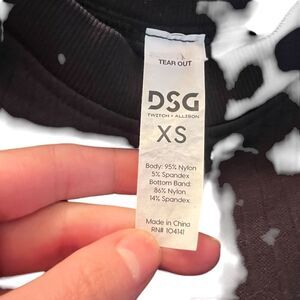 TEAR OUT
DSG
TWITCH + ALLISON
XS
Body: 95% Nylon
5% Spandex
Bottom Band:
86% Nylon
14% Spandex
Made in China
RN# 104141